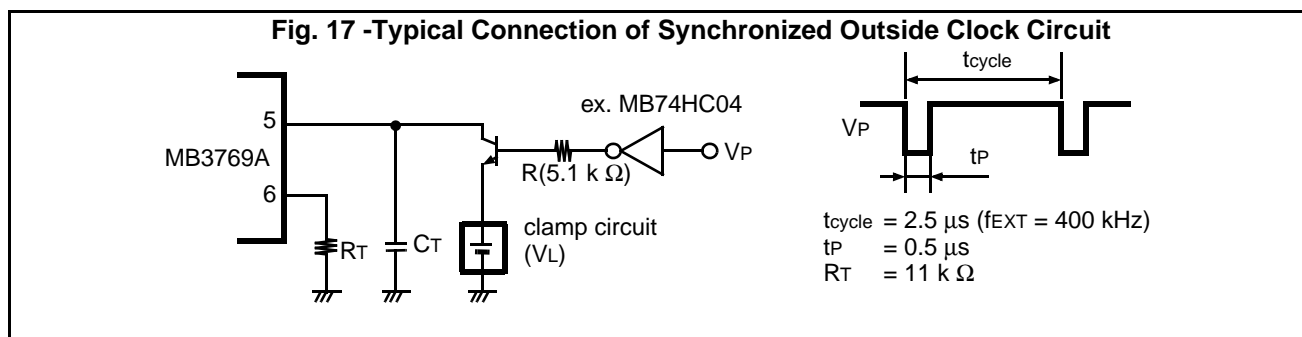 Fig. 17 -Typical Connection of Synchronized Outside Clock Circuit
tcycle
ex. MB74HC04
5
VP
VP
MB3769A
R(5.1 k Ω)
tP
6
RT
CT
clamp circuit
(VL)
tcycle = 2.5 μs (fEXT = 400 kHz)
tP = 0.5 μs
RT = 11 k Ω